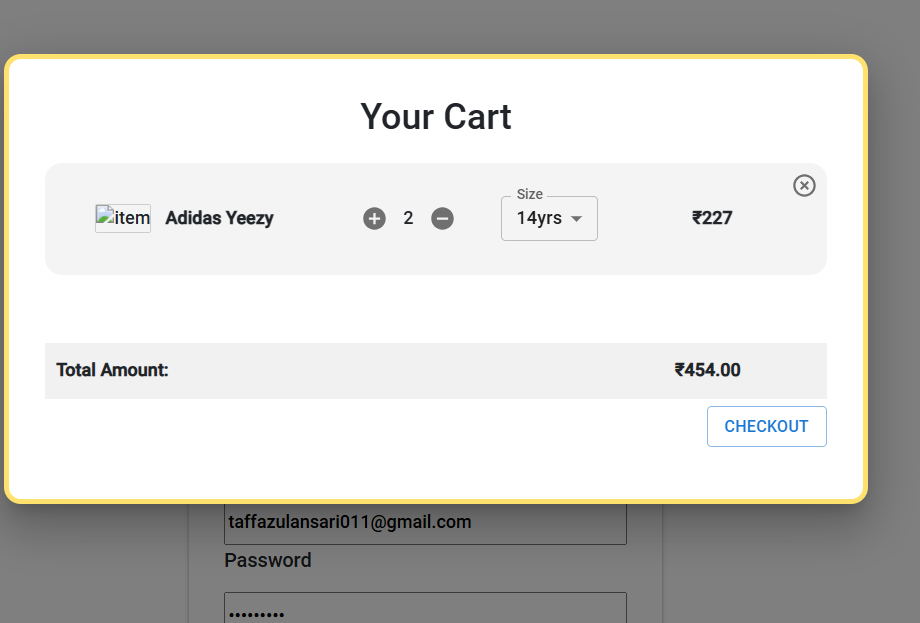 Your Cart
item Adidas Yeezy 2 Size 14yrs ₹227
Total Amount: ₹454.00
CHECKOUT
taffazulansari011@gmail.com
Password
•••••••••